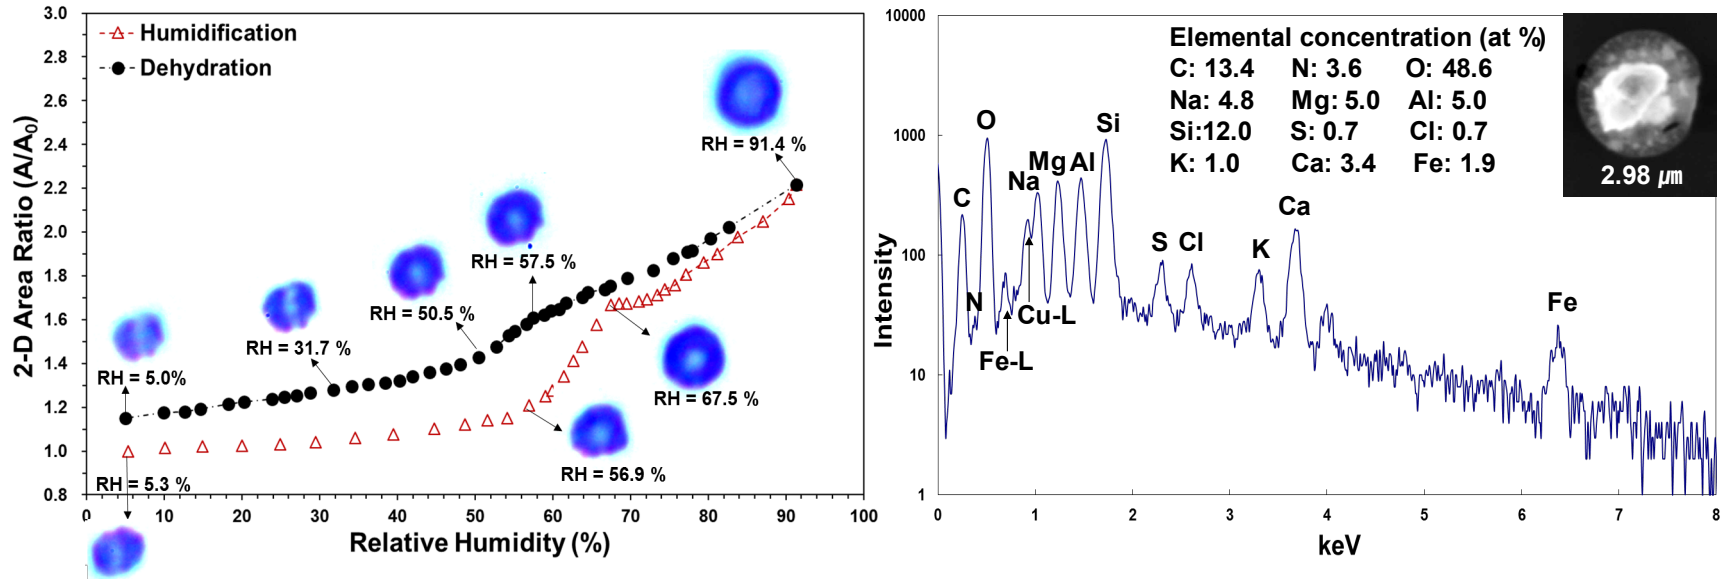 3.0
2.8
2.6
2.4
2.2
2.0
1.8
1.6
1.4
1.2
1.0
0.8
2-D Area Ratio (A/A0)
Humidification
Dehydration
RH = 91.4 %
RH = 57.5 %
RH = 50.5 %
RH = 31.7 %
RH = 5.0%
RH = 67.5 %
RH = 56.9 %
RH = 5.3 %
0 10 20 30 40 50 60 70 80 90 100
Relative Humidity (%)
10000
1000
100
10
1
Intensity
Elemental concentration (at %)
C: 13.4 N: 3.6 O: 48.6
Na: 4.8 Mg: 5.0 Al: 5.0
Si:12.0 S: 0.7 Cl: 0.7
K: 1.0 Ca: 3.4 Fe: 1.9
2.98 µm
O
Si
Mg Al
Na
C
Ca
S Cl
K
N
Cu-L
Fe
Fe-L
0 1 2 3 4 5 6 7 8
keV